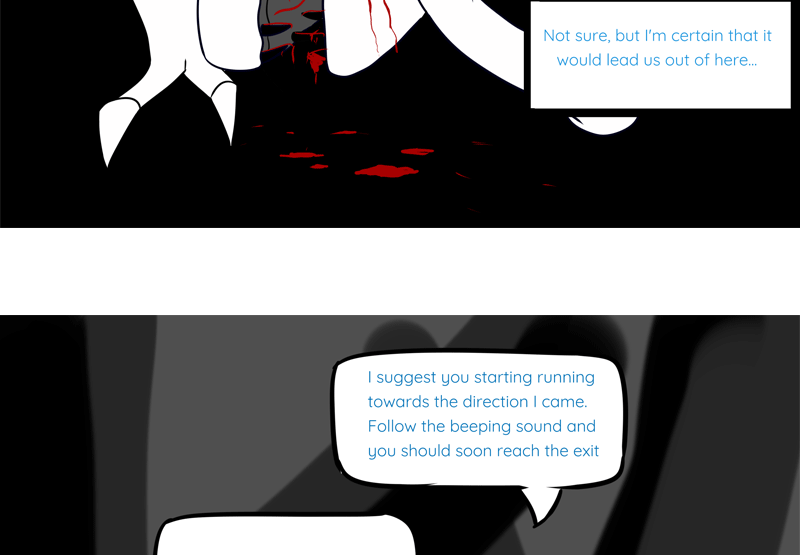 Not sure, but I'm certain that it
would lead us out of here...
I suggest you starting running
towards the direction I came.
Follow the beeping sound and
you should soon reach the exit